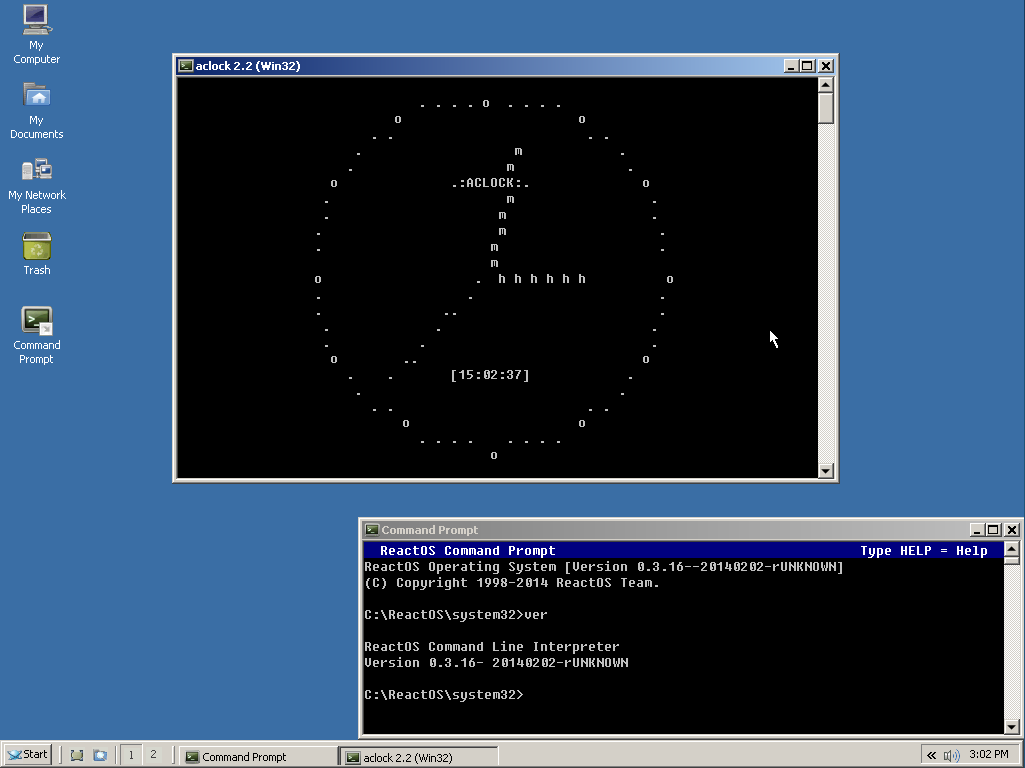 My
Computer
My
Documents
My Network
Places
Trash
Command
Prompt
aclock 2.2 (Win32)
. . . . o . . . .
o o
. . . .
. m .
. m
o .:ACLOCK:. o
. m .
. m
. m .
. m .
m
o . h h h h h h o
. .
. .. .
. . .
. . .
o .. o
. . [15:02:37] .
. .
. . . .
o o
. . . . . . . .
o
Command Prompt
ReactOS Command Prompt Type HELP = Help
ReactOS Operating System [Version 0.3.16--20140202-rUNKNOWN]
(C) Copyright 1998-2014 ReactOS Team.
C:\ReactOS\system32>ver
ReactOS Command Line Interpreter
Version 0.3.16- 20140202-rUNKNOWN
C:\ReactOS\system32>
Start 1 2 Command Prompt aclock 2.2 (Win32) « 3:02 PM